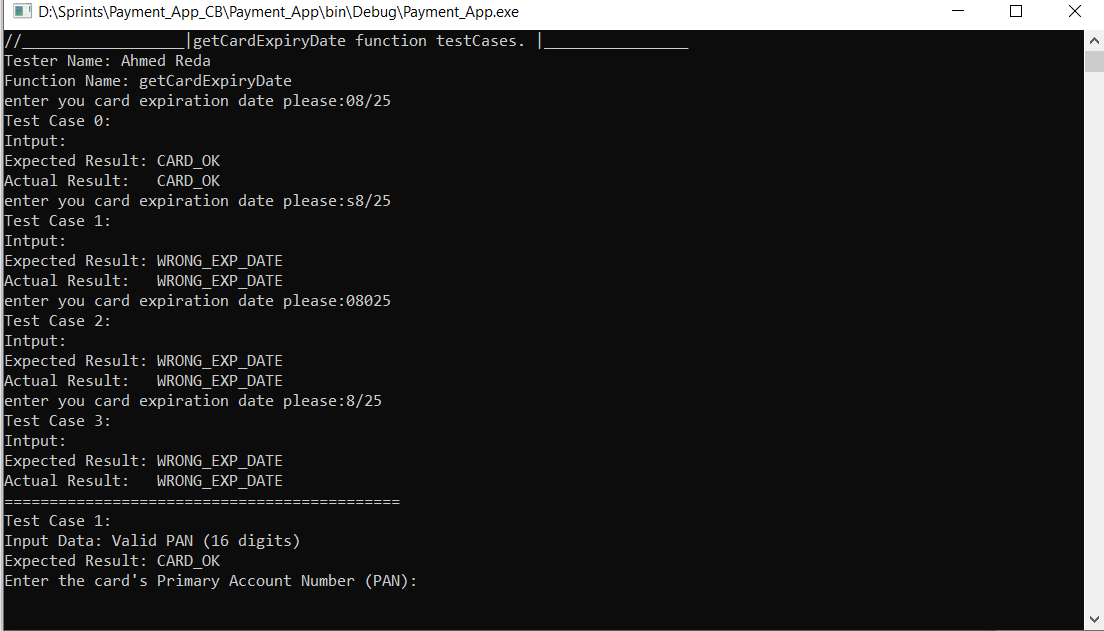 D:\Sprints\Payment_App_CB\Payment_App\bin\Debug\Payment_App.exe
//__________________|getCardExpiryDate function testCases. |________________
Tester Name: Ahmed Reda
Function Name: getCardExpiryDate
enter you card expiration date please:08/25
Test Case 0:
Intput:
Expected Result: CARD_OK
Actual Result:   CARD_OK
enter you card expiration date please:s8/25
Test Case 1:
Intput:
Expected Result: WRONG_EXP_DATE
Actual Result:   WRONG_EXP_DATE
enter you card expiration date please:08025
Test Case 2:
Intput:
Expected Result: WRONG_EXP_DATE
Actual Result:   WRONG_EXP_DATE
enter you card expiration date please:8/25
Test Case 3:
Intput:
Expected Result: WRONG_EXP_DATE
Actual Result:   WRONG_EXP_DATE
============================================
Test Case 1:
Input Data: Valid PAN (16 digits)
Expected Result: CARD_OK
Enter the card's Primary Account Number (PAN):